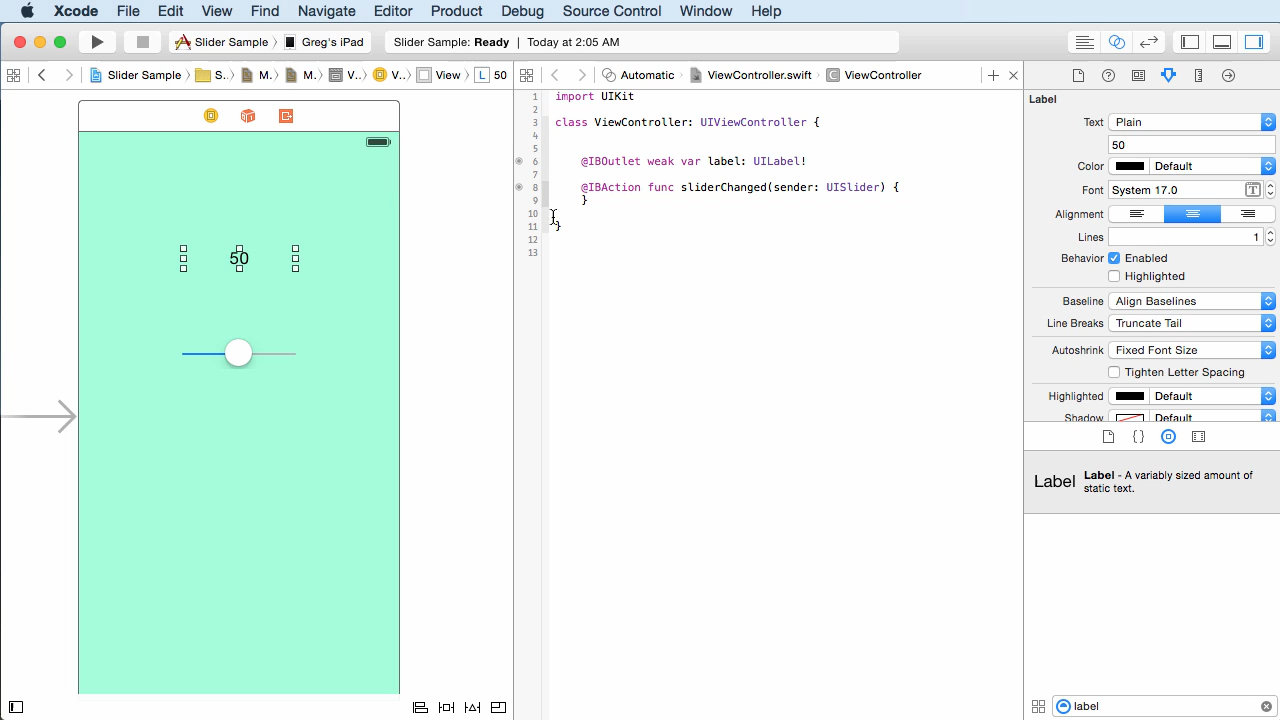 Xcode File Edit View Find Navigate Editor Product Debug Source Control Window Help
Slider Sample Greg's iPad Slider Sample: Ready | Today at 2:05 AM
Slider Sample S... M... M... V... V... View L 50
Automatic ViewController.swift ViewController
1 import UIKit
2
3 class ViewController: UIViewController {
4
5
6 @IBOutlet weak var label: UILabel!
7
8 @IBAction func sliderChanged(sender: UISlider) {
9 }
10
11 }
12
13
50
Label
Text Plain
50
Color Default
Font System 17.0 T
Alignment
Lines 1
Behavior Enabled
Highlighted
Baseline Align Baselines
Line Breaks Truncate Tail
Autoshrink Fixed Font Size
Tighten Letter Spacing
Highlighted Default
Shadow Default
{}
Label Label - A variably sized amount of
static text.
label